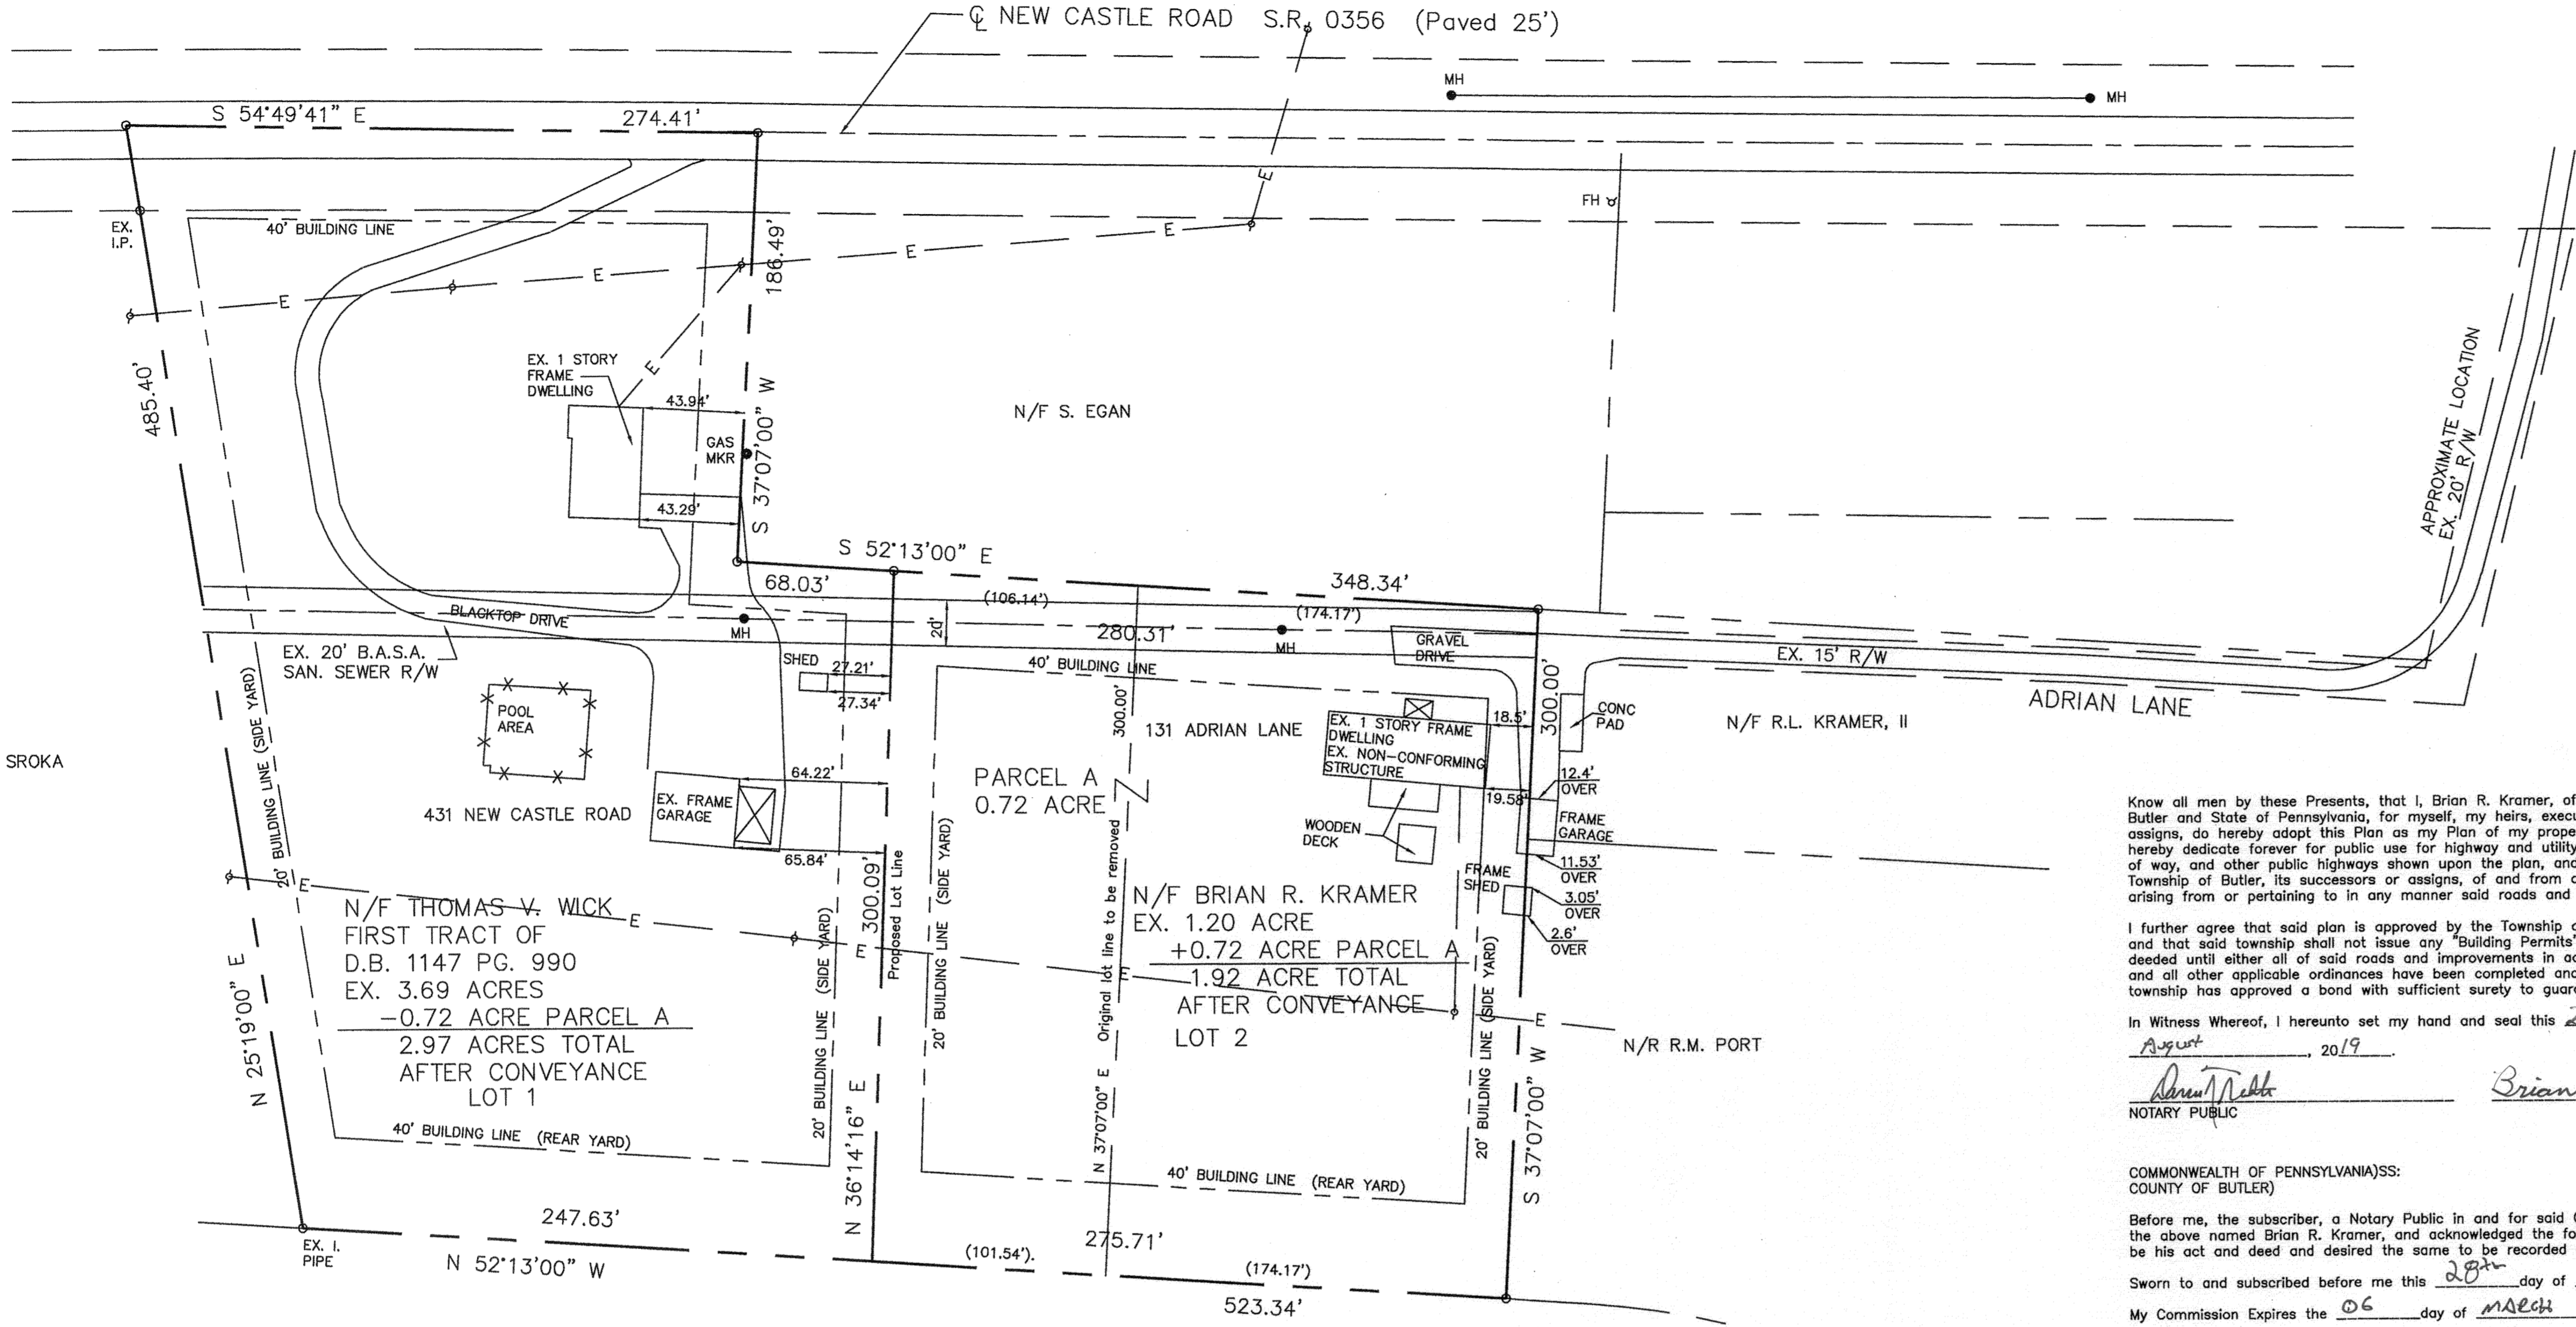 ℄ NEW CASTLE ROAD S.R. 0356 (Paved 25')
MH
MH
S 54°49'41" E
274.41'
EX.
I.P.
40' BUILDING LINE
186.49'
E
E
E
E
E
FH
485.40'
EX. 1 STORY
FRAME
DWELLING
E
43.94'
GAS
MKR
43.29'
S 37°07'00" W
N/F S. EGAN
APPROXIMATE LOCATION
EX. 20' R/W
S 52°13'00" E
68.03'
348.34'
(106.14')
(174.17')
20'
280.31'
BLACKTOP DRIVE
MH
MH
GRAVEL
DRIVE
EX. 15' R/W
ADRIAN LANE
EX. 20' B.A.S.A.
SAN. SEWER R/W
SHED
27.21'
27.34'
40' BUILDING LINE
300.00'
300.00'
POOL
AREA
131 ADRIAN LANE
EX. 1 STORY FRAME
DWELLING
EX. NON-CONFORMING
STRUCTURE
18.5'
CONC
PAD
N/F R.L. KRAMER, II
SROKA
20' BUILDING LINE (SIDE YARD)
64.22'
PARCEL A
0.72 ACRE
12.4'
OVER
19.58'
431 NEW CASTLE ROAD
EX. FRAME
GARAGE
65.84'
WOODEN
DECK
FRAME
GARAGE
11.53'
OVER
FRAME
SHED
3.05'
OVER
2.6'
OVER
E
N/F THOMAS V. WICK
FIRST TRACT OF
D.B. 1147 PG. 990
EX. 3.69 ACRES
-0.72 ACRE PARCEL A
2.97 ACRES TOTAL
AFTER CONVEYANCE
LOT 1
E
20' BUILDING LINE (SIDE YARD)
300.09'
Proposed Lot Line
E
20' BUILDING LINE (SIDE YARD)
N 37°07'00" E Original lot line to be removed
E
N/F BRIAN R. KRAMER
EX. 1.20 ACRE
+0.72 ACRE PARCEL A
1.92 ACRE TOTAL
AFTER CONVEYANCE
LOT 2
20' BUILDING LINE (SIDE YARD)
E
N/R R.M. PORT
N 25°19'00" E
40' BUILDING LINE (REAR YARD)
N 36°14'16" E
40' BUILDING LINE (REAR YARD)
S 37°07'00" W
247.63'
EX. I.
PIPE
N 52°13'00" W
(101.54').
275.71'
(174.17')
523.34'
Know all men by these Presents, that I, Brian R. Kramer, of
Butler and State of Pennsylvania, for myself, my heirs, execu
assigns, do hereby adopt this Plan as my Plan of my prope
hereby dedicate forever for public use for highway and utility
of way, and other public highways shown upon the plan, and
Township of Butler, its successors or assigns, of and from
arising from or pertaining to in any manner said roads and
I further agree that said plan is approved by the Township
and that said township shall not issue any "Building Permits"
deeded until either all of said roads and improvements in ac
and all other applicable ordinances have been completed and
township has approved a bond with sufficient surety to guar
In Witness Whereof, I hereunto set my hand and seal this
August, 2019.
Brian
NOTARY PUBLIC
COMMONWEALTH OF PENNSYLVANIA)SS:
COUNTY OF BUTLER)
Before me, the subscriber, a Notary Public in and for said
the above named Brian R. Kramer, and acknowledged the fo
be his act and deed and desired the same to be recorded
Sworn to and subscribed before me this 28th day of
My Commission Expires the 06 day of MARCH